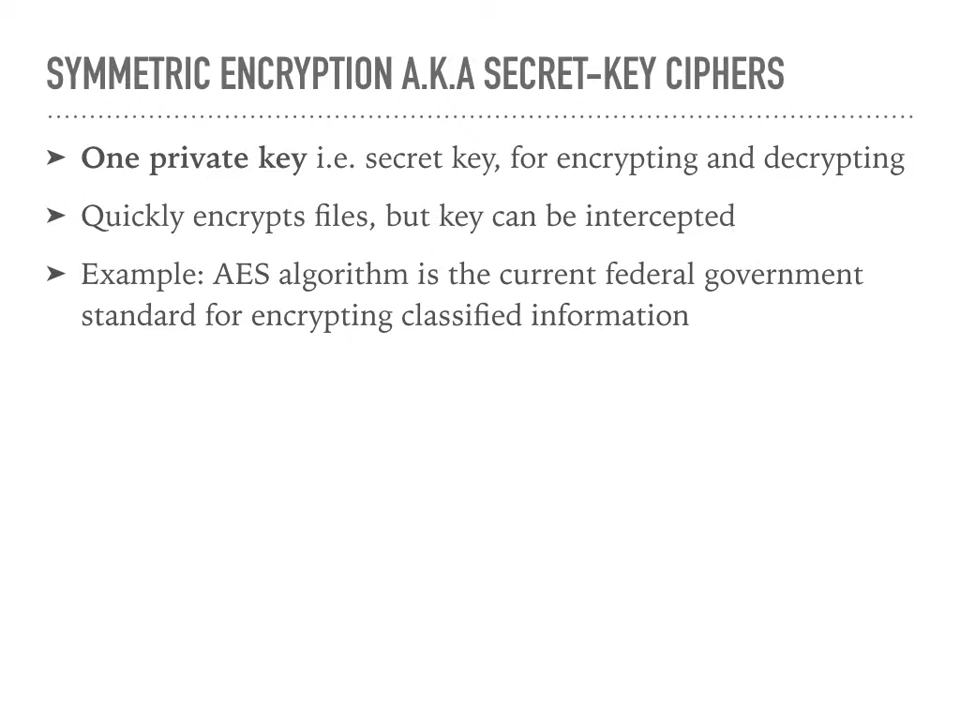 SYMMETRIC ENCRYPTION A.K.A SECRET-KEY CIPHERS
➤ One private key i.e. secret key, for encrypting and decrypting
➤ Quickly encrypts files, but key can be intercepted
➤ Example: AES algorithm is the current federal government
standard for encrypting classified information